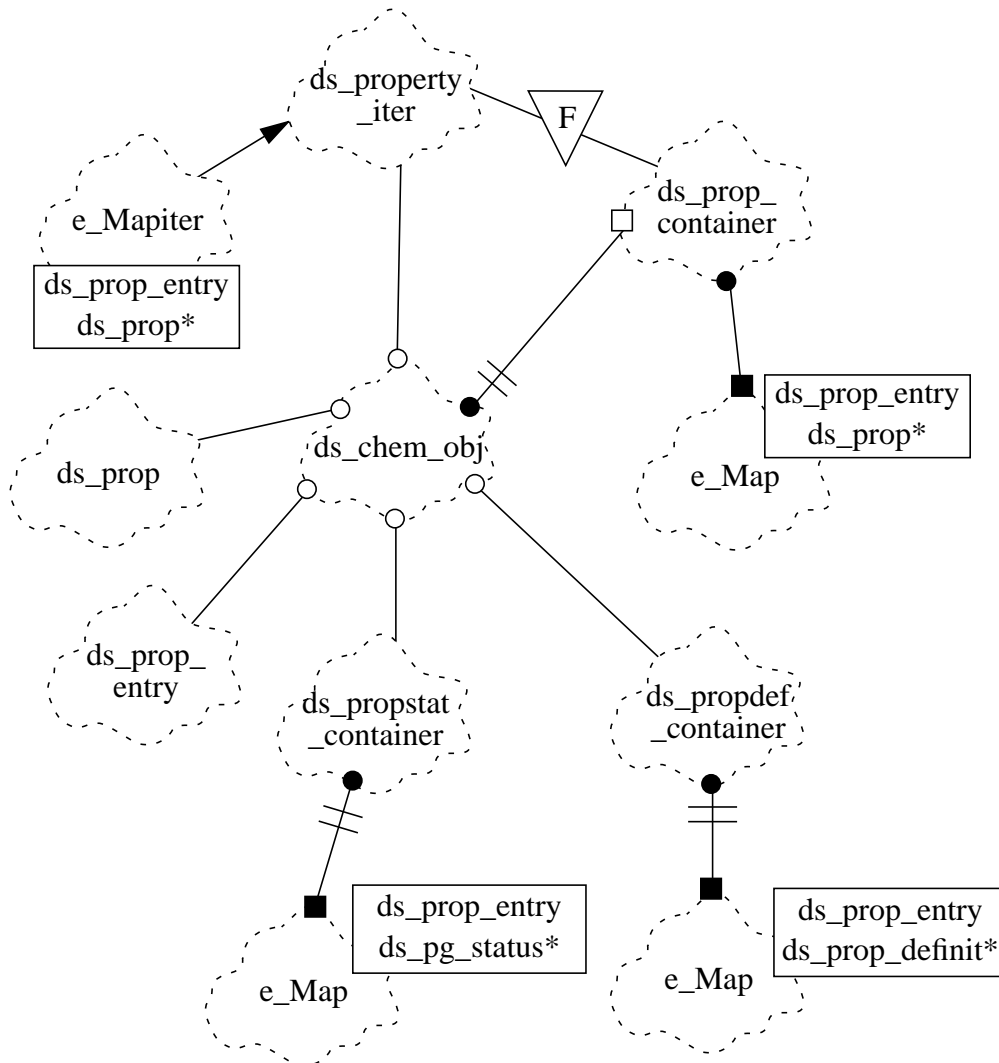 ds_property
_iter
F
ds_prop_
container
e_Mapiter
ds_prop_entry
ds_prop*
ds_prop_entry
ds_prop*
e_Map
ds_chem_obj
ds_prop
ds_prop_
entry
ds_propstat
_container
ds_propdef
_container
ds_prop_entry
ds_pg_status*
e_Map
ds_prop_entry
ds_prop_definit*
e_Map